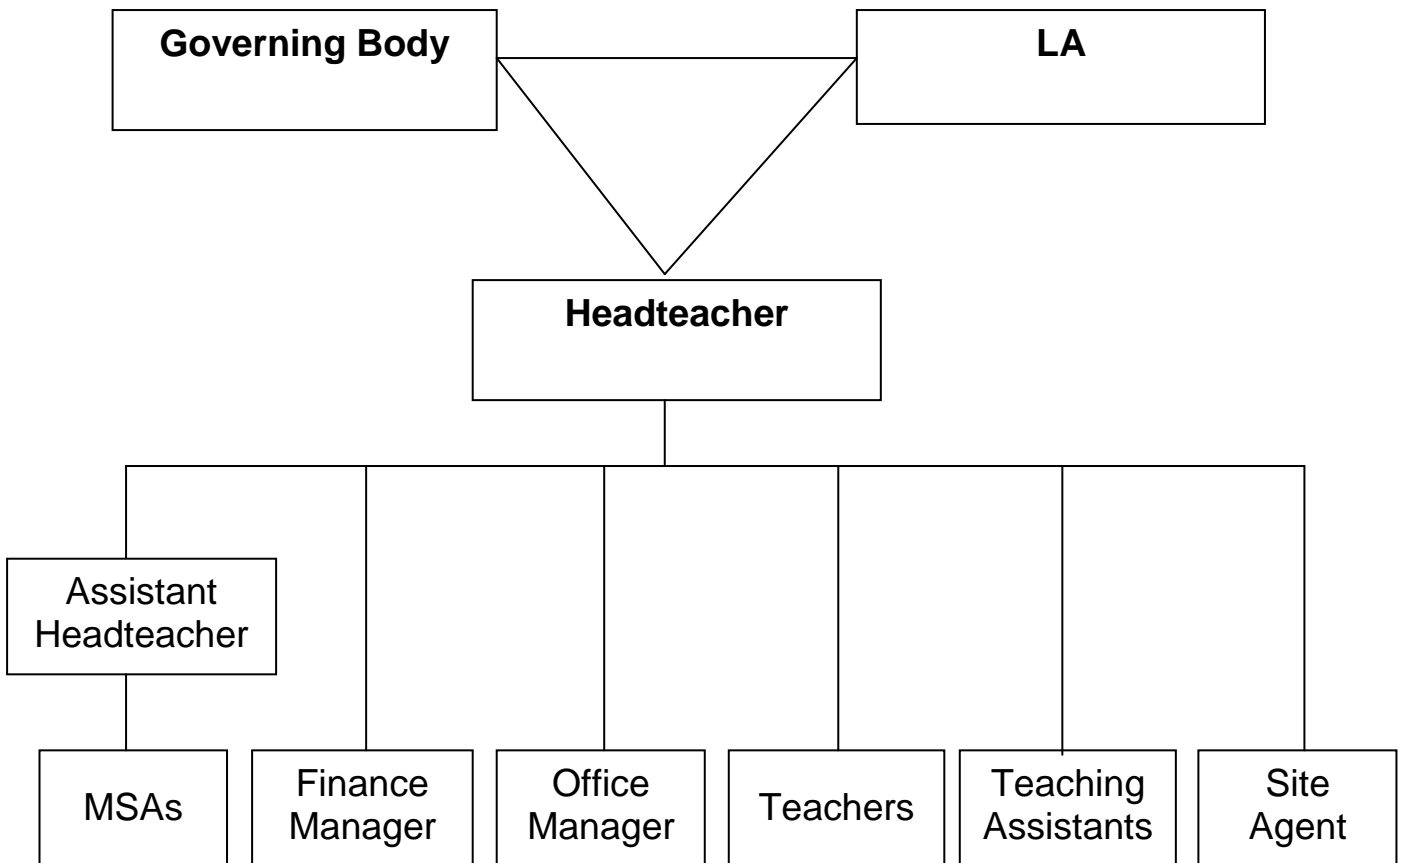 Governing Body
LA
Headteacher
Assistant
Headteacher
MSAs
Finance
Manager
Office
Manager
Teachers
Teaching
Assistants
Site
Agent